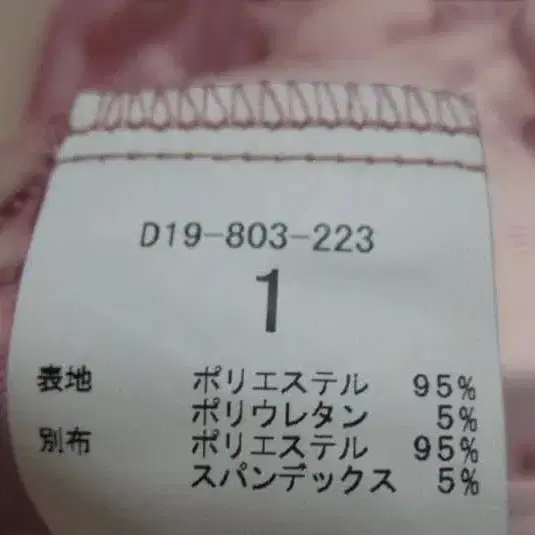 D19-803-223
1
表地 ポリエステル 95%
ポリウレタン 5%
別布 ポリエステル 95%
スパンデックス 5%